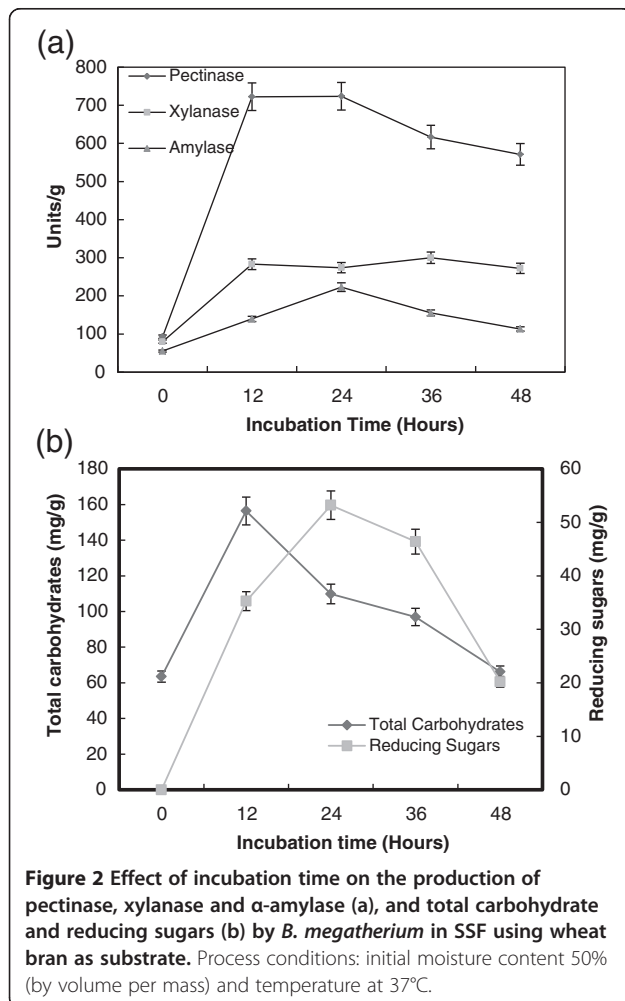 (a)
800
700
600
500
400
300
200
100
0
Units/g
Pectinase
Xylanase
Amylase
0 12 24 36 48
Incubation Time (Hours)
(b)
180
160
140
120
100
80
60
40
20
0
Total carbohydrates (mg/g)
60
50
40
30
20
10
0
Reducing sugars (mg/g)
Total Carbohydrates
Reducing Sugars
0 12 24 36 48
Incubation time (Hours)
Figure 2 Effect of incubation time on the production of
pectinase, xylanase and α-amylase (a), and total carbohydrate
and reducing sugars (b) by B. megatherium in SSF using wheat
bran as substrate. Process conditions: initial moisture content 50%
(by volume per mass) and temperature at 37°C.